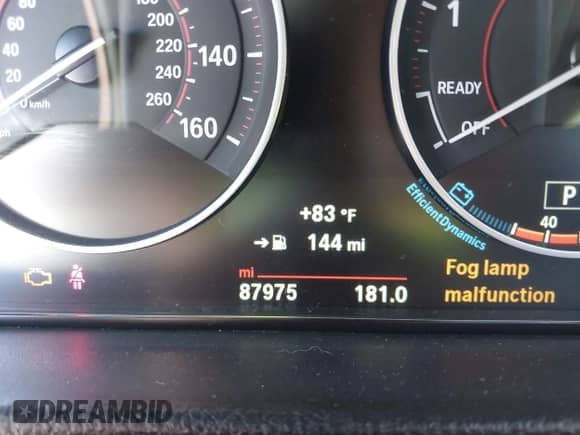 80
60
40
20
0 km/h
180
200
220
240
260
140
160
1
READY
OFF
EfficientDynamics
P
40
+83 °F
144 mi
mi
87975 181.0
Fog lamp
malfunction
DREAMBID